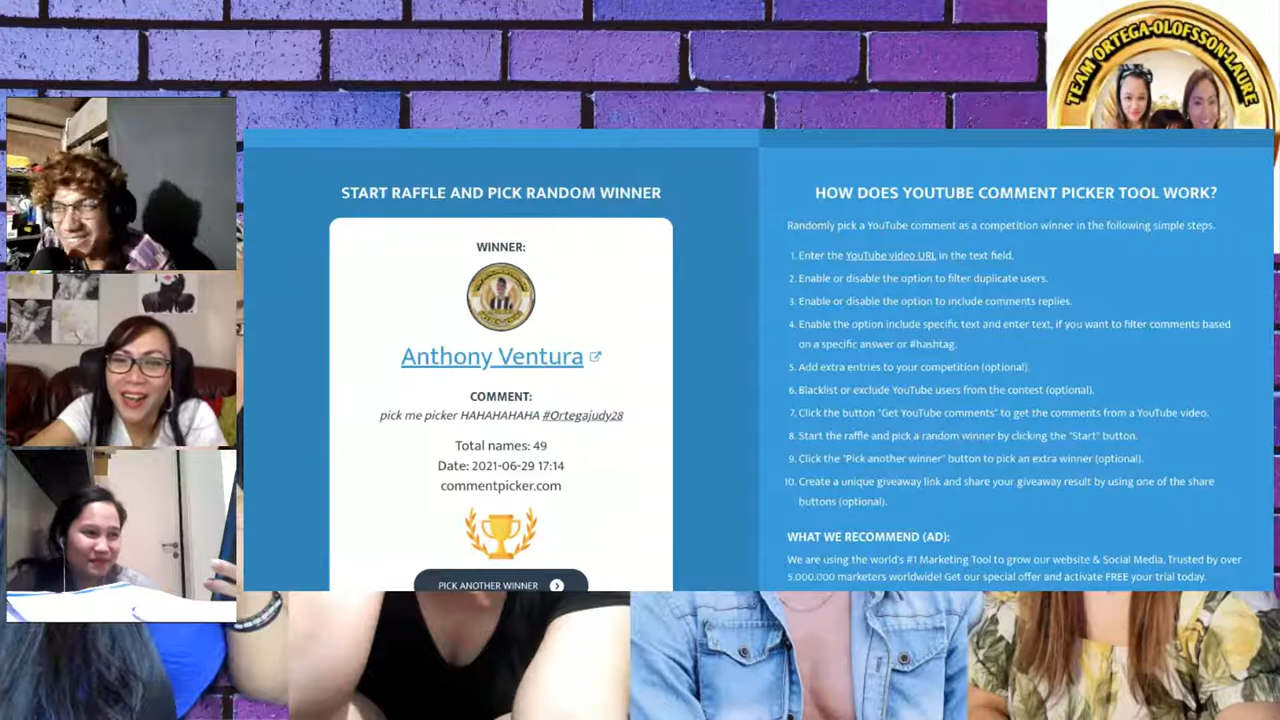 TEAM ORTEGA-OLOFSSON-LAURE
START RAFFLE AND PICK RANDOM WINNER
WINNER:
Anthony Ventura
COMMENT:
pick me picker HAHAHAHAHA #Ortegajudy28
Total names: 49
Date: 2021-06-29 17:14
commentpicker.com
PICK ANOTHER WINNER
HOW DOES YOUTUBE COMMENT PICKER TOOL WORK?
Randomly pick a YouTube comment as a competition winner in the following simple steps.
1. Enter the YouTube video URL in the text field.
2. Enable or disable the option to filter duplicate users.
3. Enable or disable the option to include comments replies.
4. Enable the option include specific text and enter text, if you want to filter comments based
on a specific answer or #hashtag.
5. Add extra entries to your competition (optional).
6. Blacklist or exclude YouTube users from the contest (optional).
7. Click the button "Get YouTube comments" to get the comments from a YouTube video.
8. Start the raffle and pick a random winner by clicking the "Start" button.
9. Click the "Pick another winner" button to pick an extra winner (optional).
10. Create a unique giveaway link and share your giveaway result by using one of the share
buttons (optional).
WHAT WE RECOMMEND (AD):
We are using the world's #1 Marketing Tool to grow our website & Social Media. Trusted by over
5.000.000 marketers worldwide! Get our special offer and activate FREE your trial today.